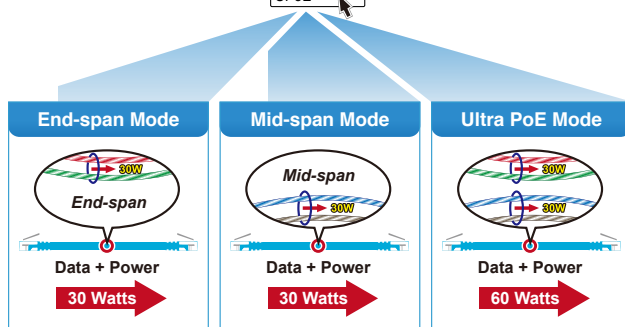 End-span Mode
30W
End-span
Data + Power
30 Watts
Mid-span Mode
Mid-span
30W
Data + Power
30 Watts
Ultra PoE Mode
30W
30W
Data + Power
60 Watts